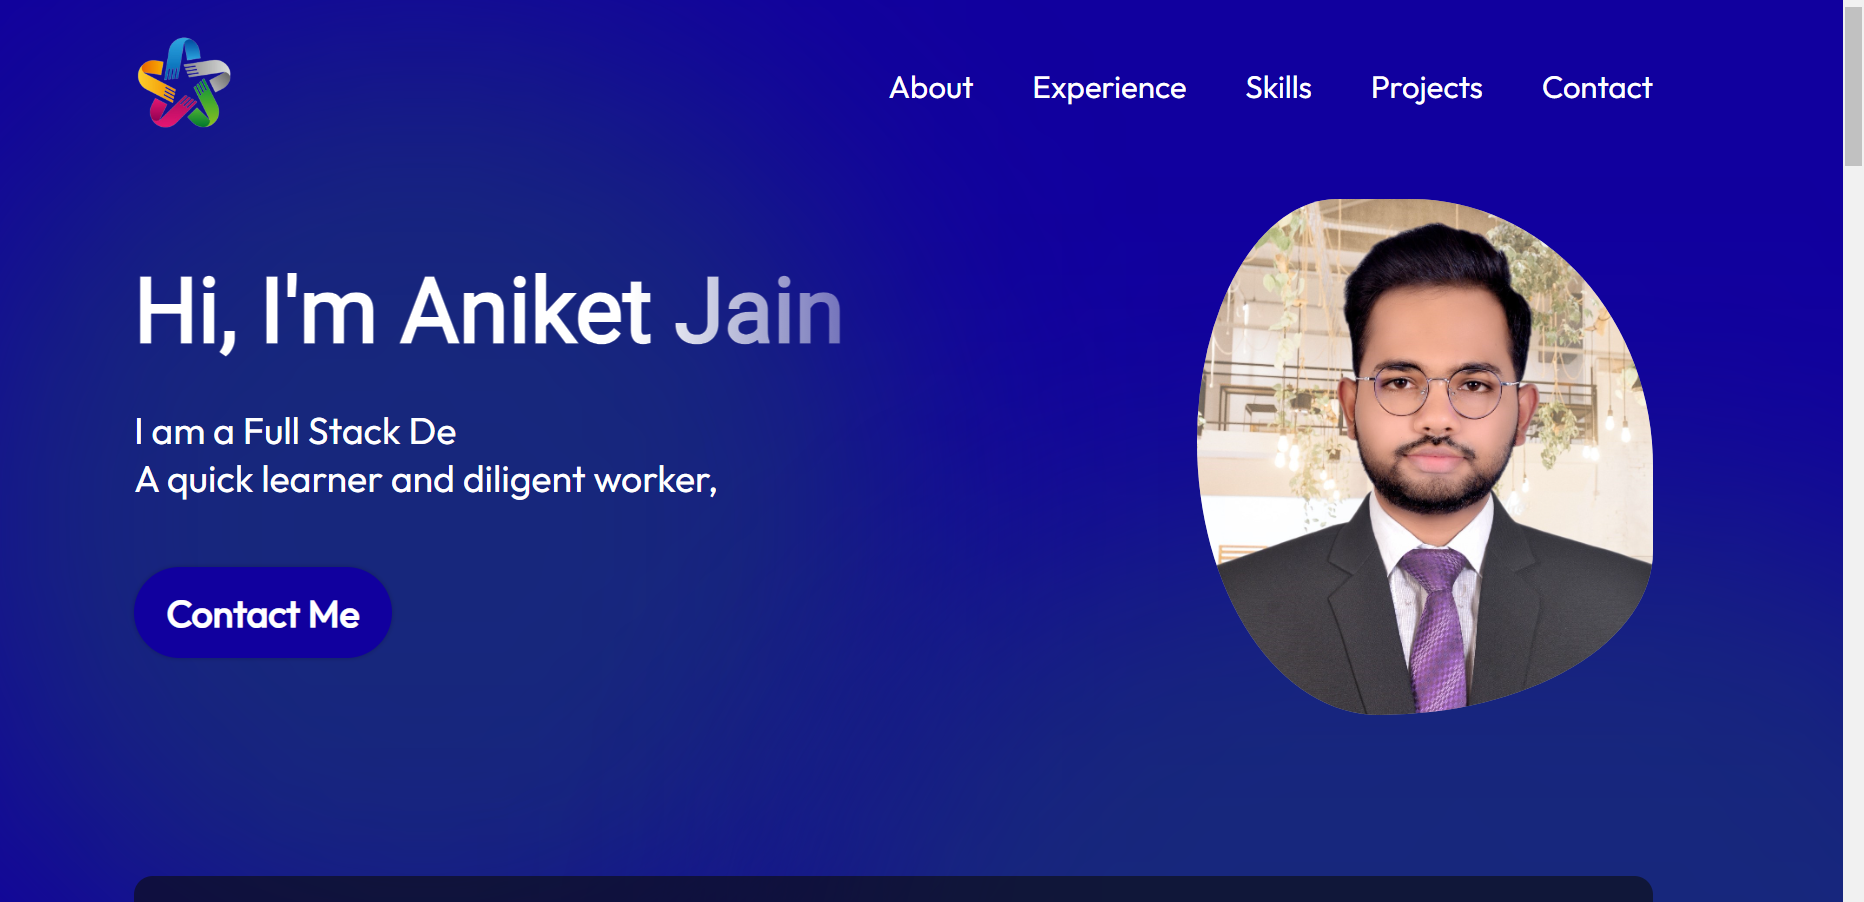 About Experience Skills Projects Contact
Hi, I'm Aniket Jain
I am a Full Stack De
A quick learner and diligent worker,
Contact Me